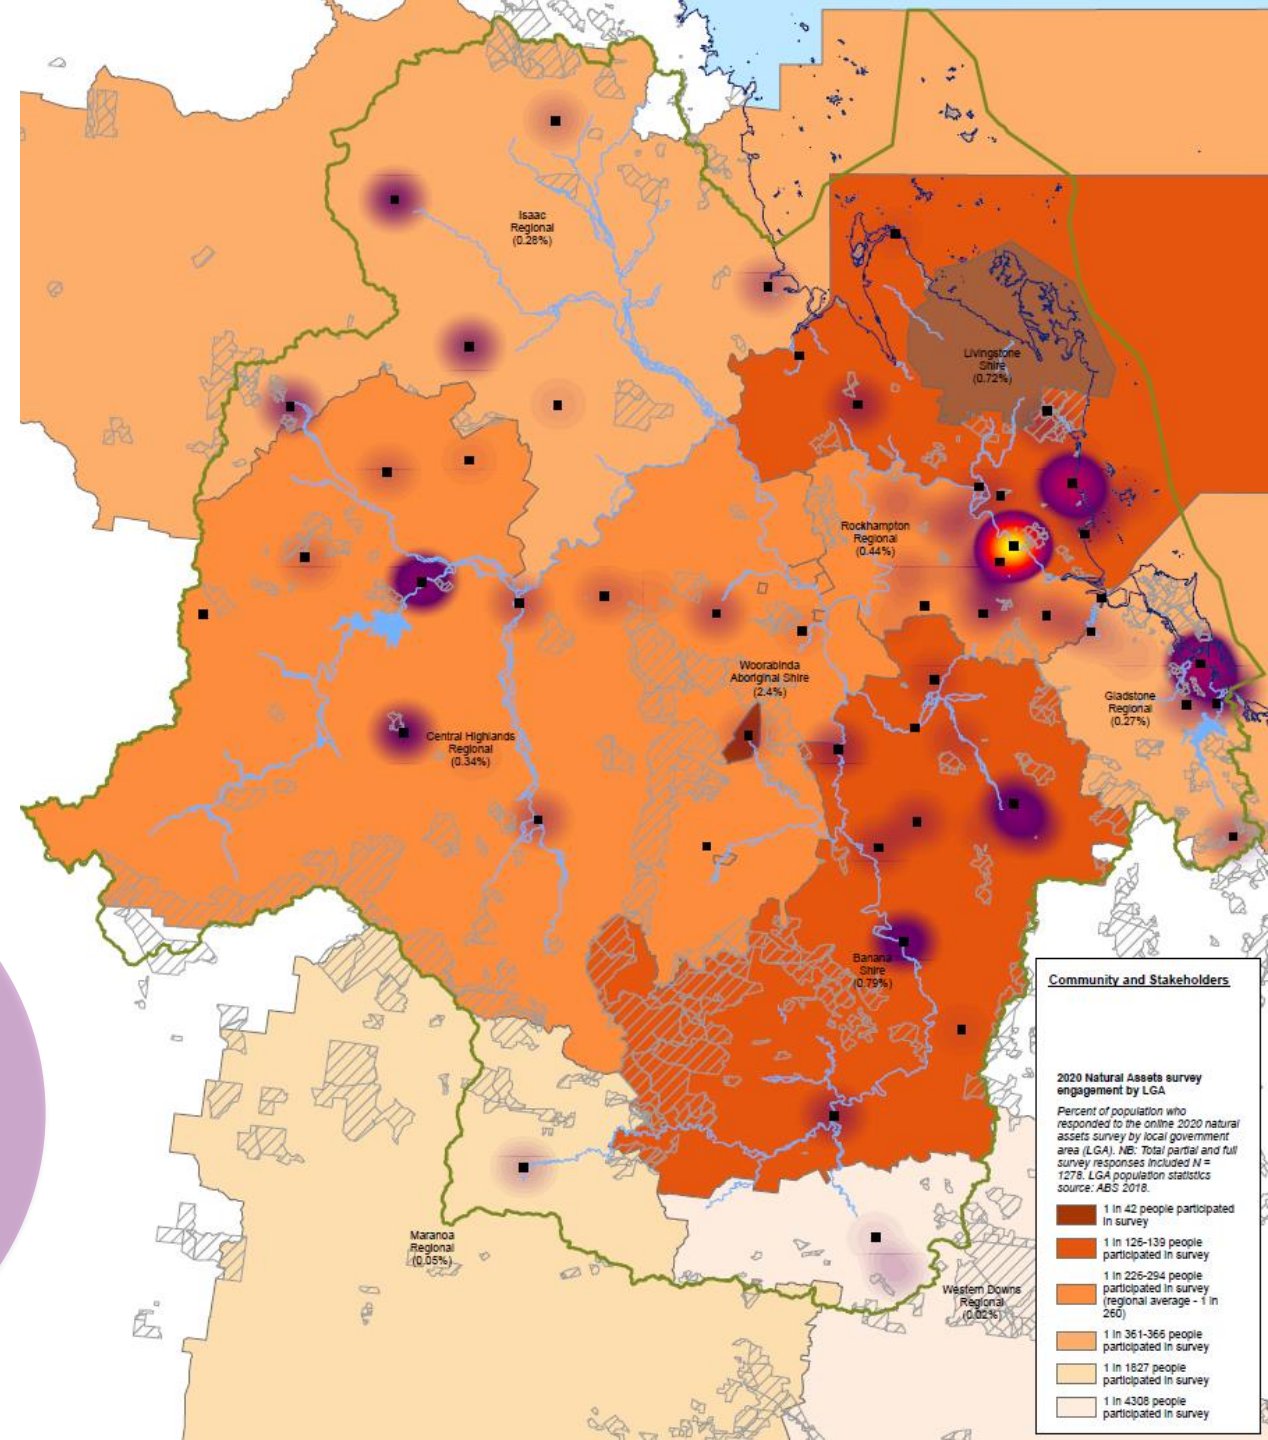 Isaac
Regional
(0.28%)
Livingstone
Shire
(0.72%)
Rockhampton
Regional
(0.44%)
Woorabinda
Aboriginal Shire
(2.4%)
Gladstone
Regional
(0.27%)
Central Highlands
Regional
(0.34%)
Banana
Shire
(0.79%)
Maranoa
Regional
(0.05%)
Western Downs
Regional
(0.02%)
Community and Stakeholders
2020 Natural Assets survey
engagement by LGA
Percent of population who
responded to the online 2020 natural
assets survey by local government
area (LGA). NB: Total partial and full
survey responses included N =
1278. LGA population statistics
source: ABS 2018.
1 in 42 people participated
in survey
1 in 126-139 people
participated in survey
1 in 226-294 people
participated in survey
(regional average - 1 in
260)
1 in 361-366 people
participated in survey
1 in 1827 people
participated in survey
1 in 4308 people
participated in survey